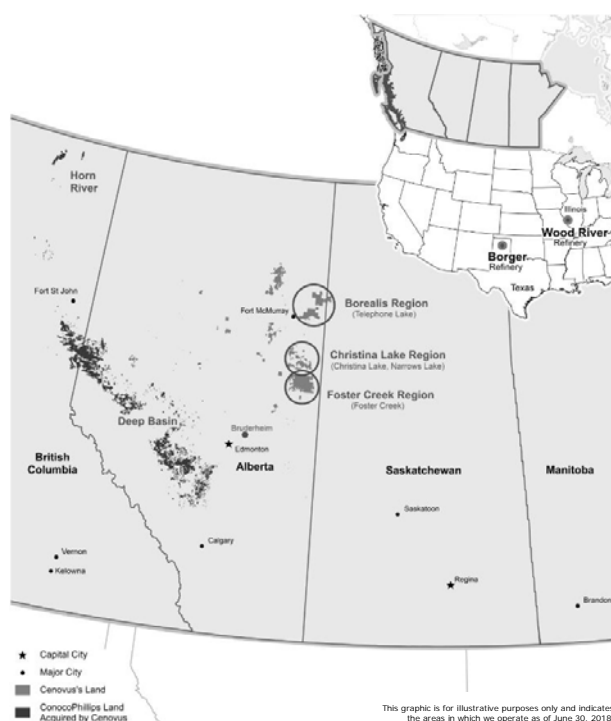 Horn
River
Fort St John
Illinois
Wood River
Refinery
Borger
Refinery
Texas
Borealis Region
(Telephone Lake)
Fort McMurray
Christina Lake Region
(Christina Lake, Narrows Lake)
Foster Creek Region
(Foster Creek)
Deep Basin
Bruderheim
Edmonton
British
Columbia
Alberta
Saskatchewan
Manitoba
Saskatoon
Calgary
Vernon
Kelowna
Regina
Brandon
Capital City
Major City
Cenovus's Land
ConocoPhillips Land
Acquired by Cenovus
This graphic is for illustrative purposes only and indicates
the areas in which we operate as of June 30, 2018